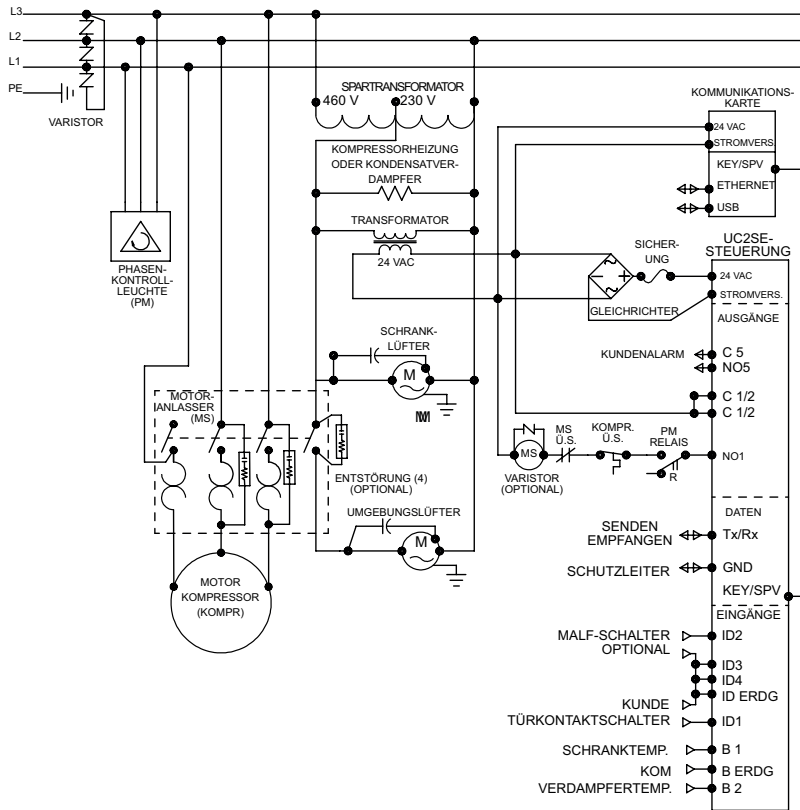 L3
L2
L1
PE
VARISTOR
SPARTRANSFORMATOR
460 V
230 V
KOMPRESSORHEIZUNG
ODER KONDENSATVER-
DAMPFER
TRANSFORMATOR
24 VAC
PHASEN-
KONTROLL-
LEUCHTE
(PM)
KOMMUNIKATIONS-
KARTE
24 VAC
STROMVERS.
KEY/SPV
ETHERNET
USB
SICHER-
UNG
GLEICHRICHTER
UC2SE-
STEUERUNG
24 VAC
STROMVERS.
AUSGÄNGE
KUNDENALARM
C 5
NO5
C 1/2
C 1/2
SCHRANK-
LÜFTER
M
MOTOR-
ANLASSER
(MS)
ENTSTÖRUNG (4)
(OPTIONAL)
MS
Ü.S.
KOMPR.
Ü.S.
PM
RELAIS
MS
R
NO1
VARISTOR
(OPTIONAL)
UMGEBUNGSLÜFTER
M
MOTOR
KOMPRESSOR
(KOMPR)
DATEN
SENDEN
EMPFANGEN
Tx/Rx
SCHUTZLEITER
GND
KEY/SPV
EINGÄNGE
MALF-SCHALTER
OPTIONAL
ID2
ID3
ID4
KUNDE
ID ERDG
TÜRKONTAKTSCHALTER
ID1
SCHRANKTEMP.
B 1
KOM
B ERDG
VERDAMPFERTEMP.
B 2